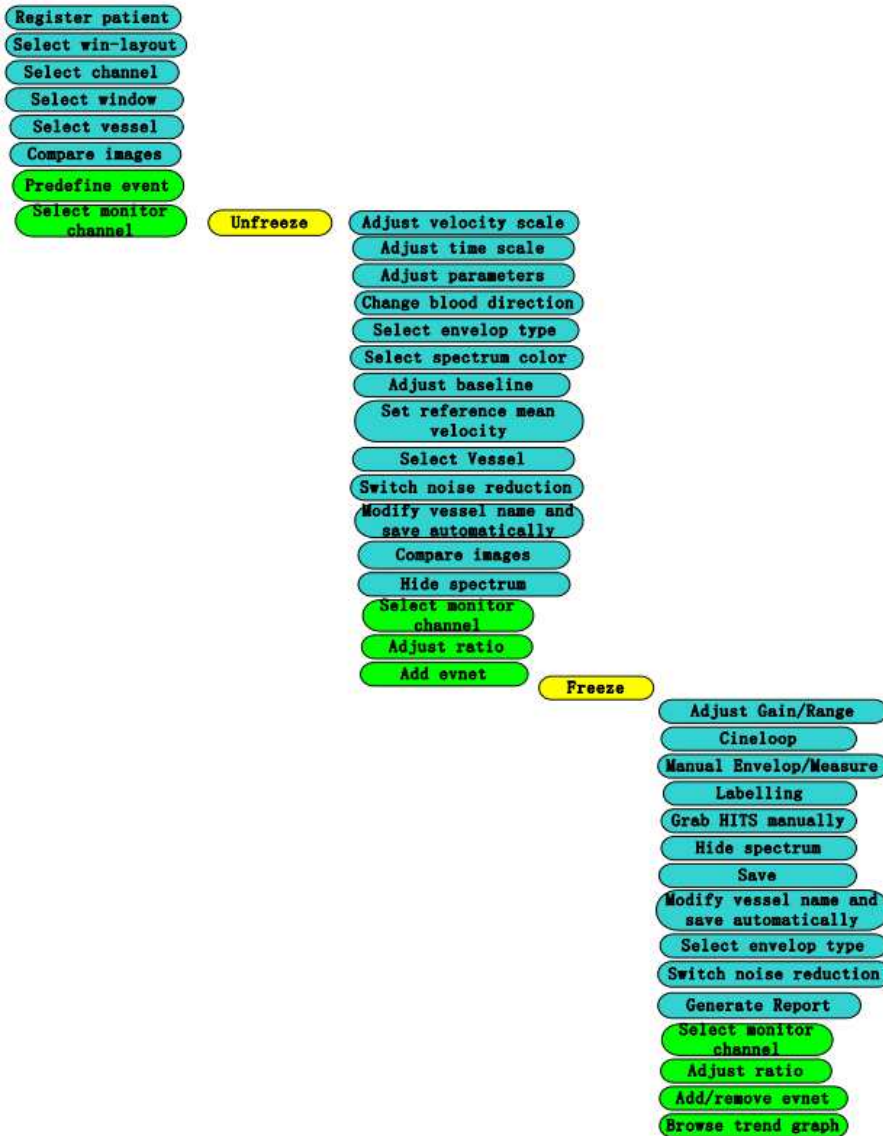 Register patient
Select win-layout
Select channel
Select window
Select vessel
Compare images
Predefine event
Select monitor
channel
Unfreeze
Adjust velocity scale
Adjust time scale
Adjust parameters
Change blood direction
Select envelop type
Select spectrum color
Adjust baseline
Set reference mean
velocity
Select Vessel
Switch noise reduction
Modify vessel name and
save automatically
Compare images
Hide spectrum
Select monitor
channel
Adjust ratio
Add evnet
Freeze
Adjust Gain/Range
Cineloop
Manual Envelop/Measure
Labelling
Grab HITS manually
Hide spectrum
Save
Modify vessel name and
save automatically
Select envelop type
Switch noise reduction
Generate Report
Select monitor
channel
Adjust ratio
Add/remove evnet
Browse trend graph